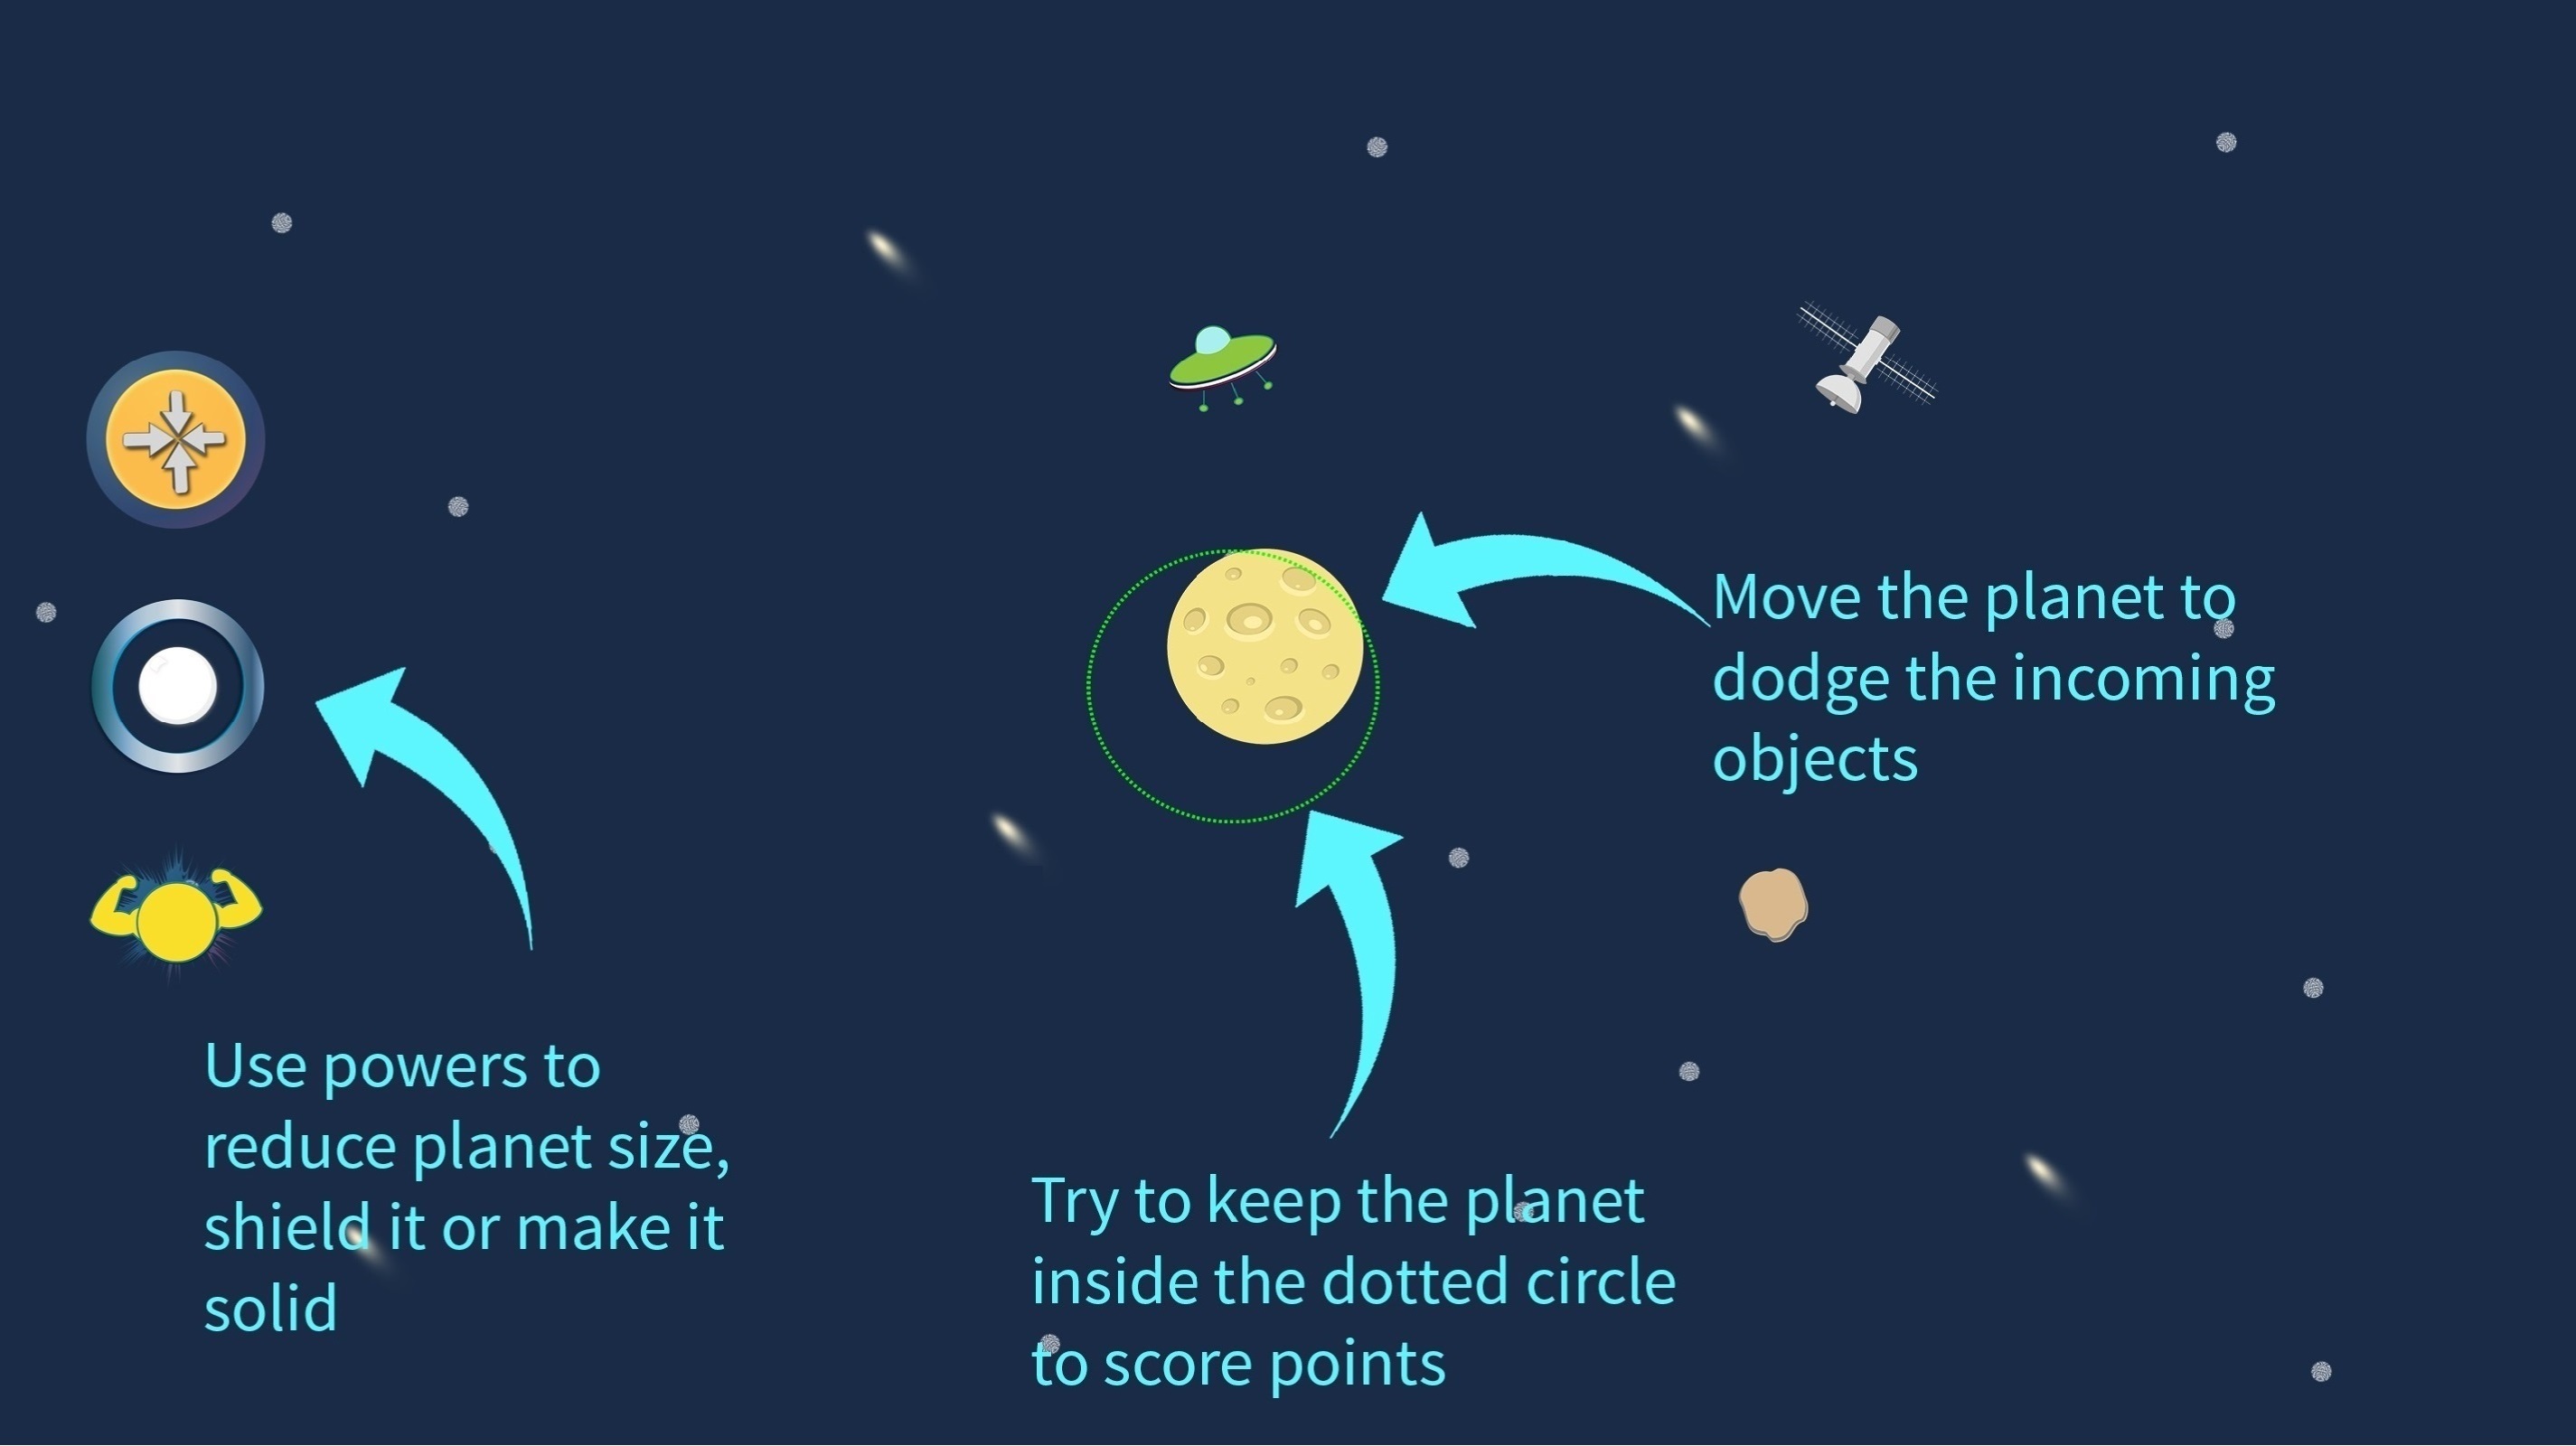 Move the planet to
dodge the incoming
objects
Use powers to
reduce planet size,
shield it or make it
solid
Try to keep the planet
inside the dotted circle
to score points